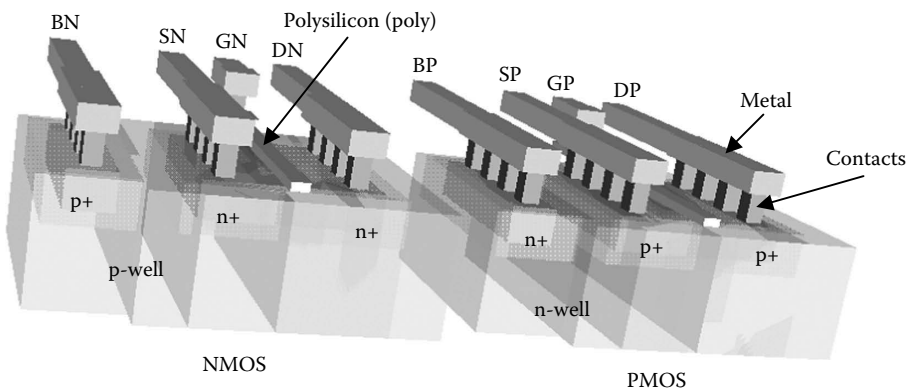 BN
SN
GN
DN
Polysilicon (poly)
BP
SP
GP
DP
Metal
Contacts
p+
n+
n+
n+
p+
p+
p-well
n-well
NMOS
PMOS